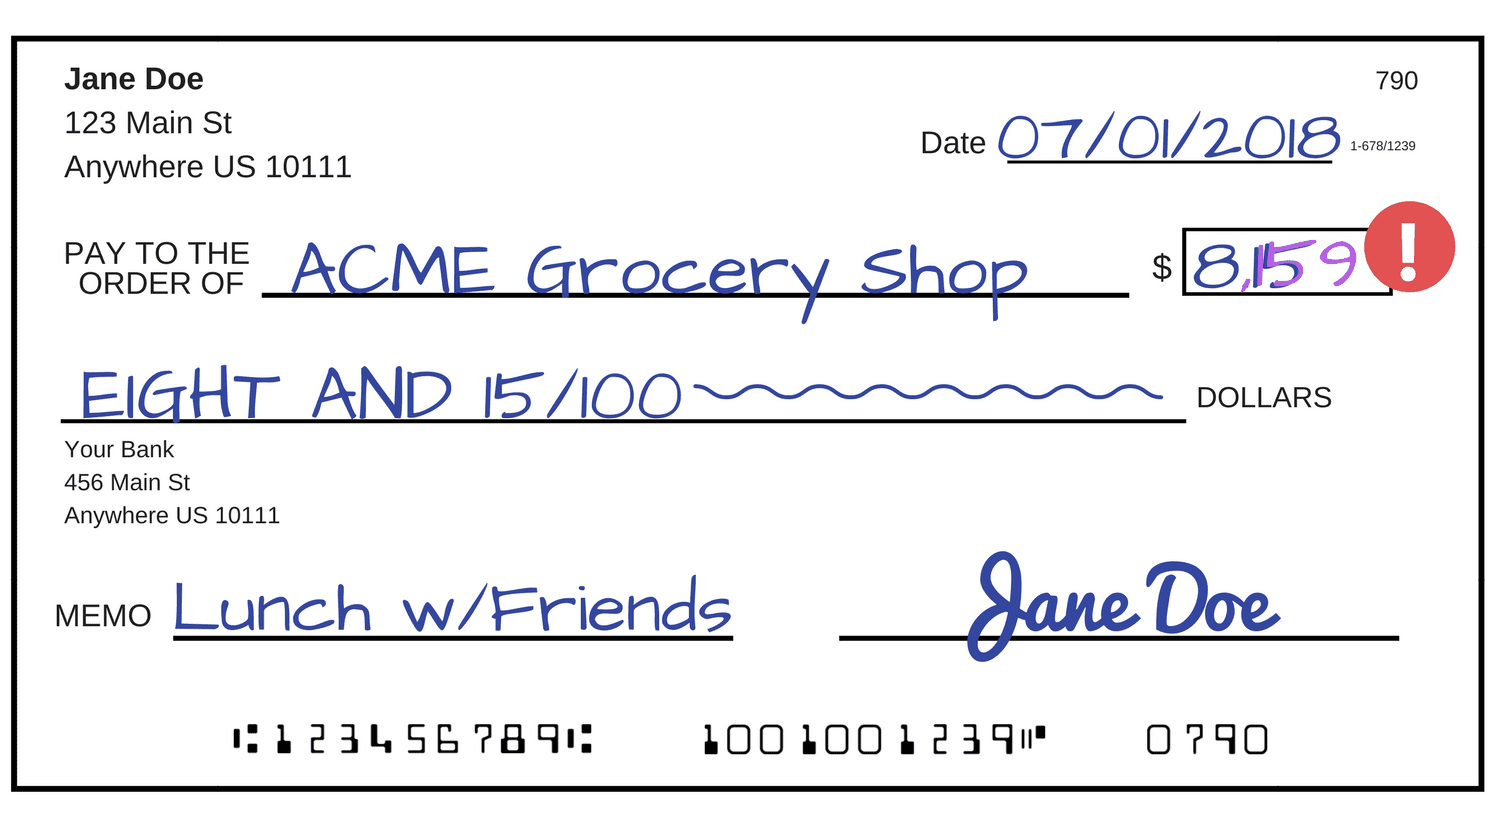 Jane Doe 790
123 Main St
Date 07/01/2018 1-678/1239
Anywhere US 10111
PAY TO THE
ORDER OF ACME Grocery Shop $ 8,159 !
EIGHT AND 15/100 DOLLARS
Your Bank
456 Main St
Anywhere US 10111
MEMO Lunch w/Friends Jane Doe
⑆123456789⑆ 1001001239⑈ 0790